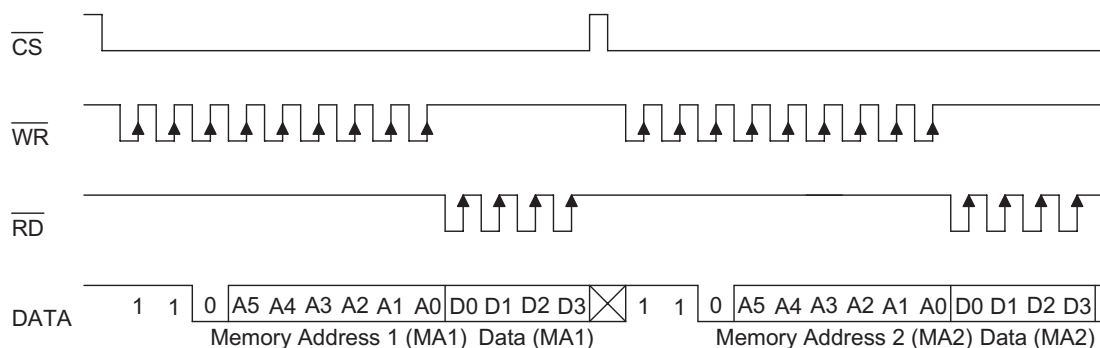 CS
WR
RD
DATA 1 1 0 A5 A4 A3 A2 A1 A0 D0 D1 D2 D3 1 1 0 A5 A4 A3 A2 A1 A0 D0 D1 D2 D3
Memory Address 1 (MA1) Data (MA1) Memory Address 2 (MA2) Data (MA2)